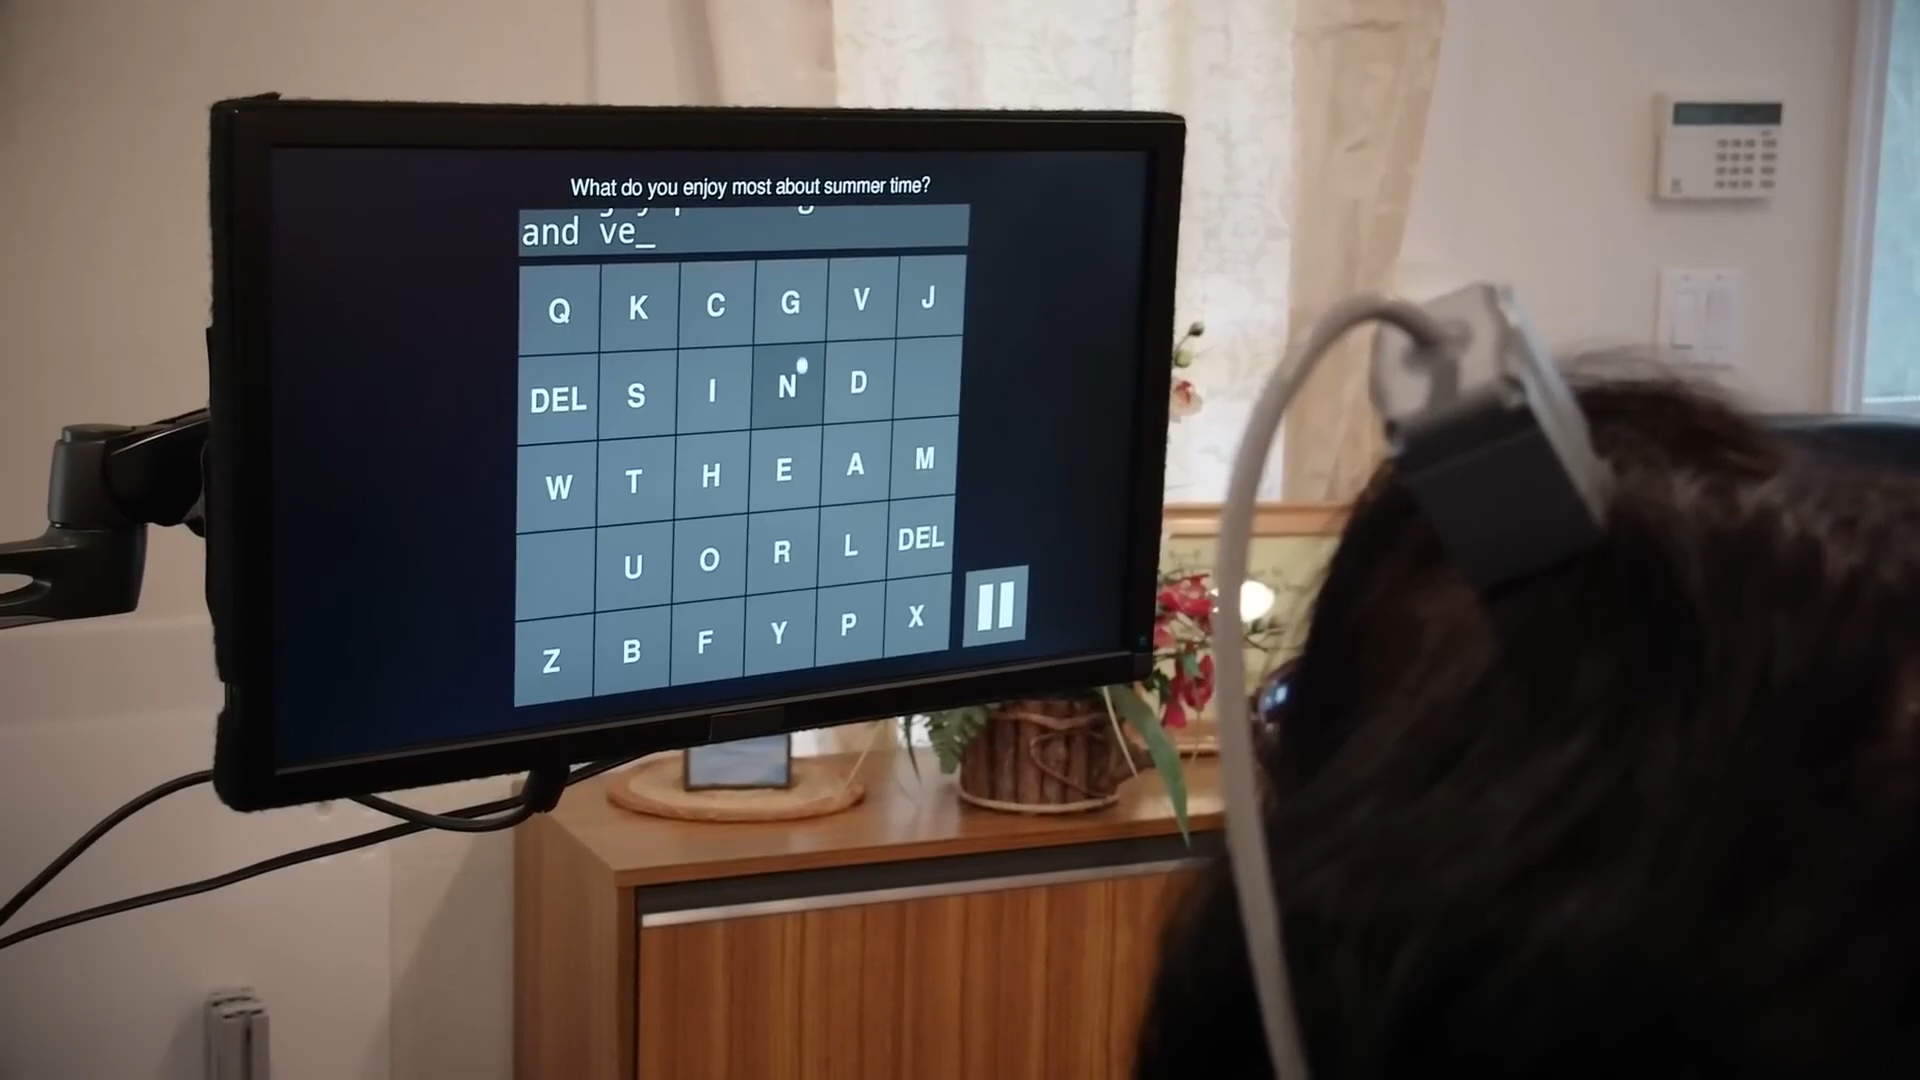 What do you enjoy most about summer time?
and ve_
Q K C G V J
DEL S I N D
W T H E A M
U O R L DEL
Z B F Y P X